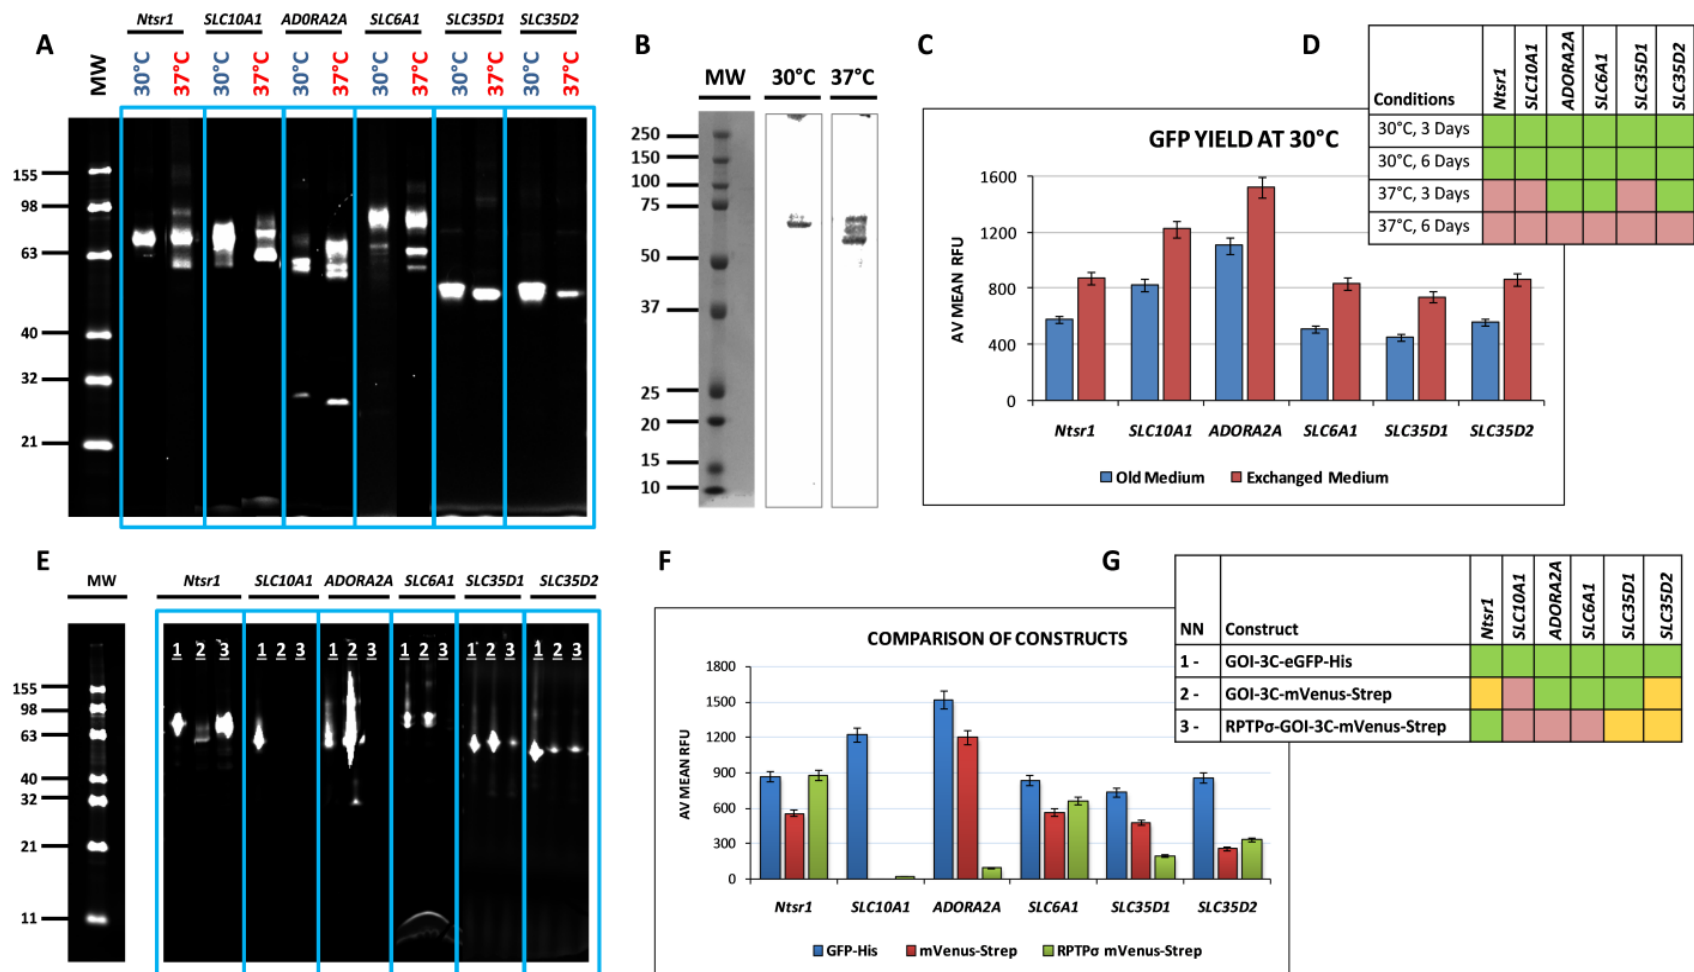 A
Ntsr1 SLC10A1 ADORA2A SLC6A1 SLC35D1 SLC35D2
MW 30°C 37°C 30°C 37°C 30°C 37°C 30°C 37°C 30°C 37°C 30°C 37°C
155
98
63
40
32
21
B
MW 30°C 37°C
250
150
100
75
50
37
25
20
15
10
C
GFP YIELD AT 30°C
AV MEAN RFU
1600
1200
800
400
0
Ntsr1 SLC10A1 ADORA2A SLC6A1 SLC35D1 SLC35D2
Old Medium Exchanged Medium
D
Conditions Ntsr1 SLC10A1 ADORA2A SLC6A1 SLC35D1 SLC35D2
30°C, 3 Days
30°C, 6 Days
37°C, 3 Days
37°C, 6 Days
E
MW Ntsr1 SLC10A1 ADORA2A SLC6A1 SLC35D1 SLC35D2
1 2 3 1 2 3 1 2 3 1 2 3 1 2 3 1 2 3
155
98
63
40
32
21
11
F
COMPARISON OF CONSTRUCTS
AV MEAN RFU
1800
1500
1200
900
600
300
0
Ntsr1 SLC10A1 ADORA2A SLC6A1 SLC35D1 SLC35D2
GFP-His mVenus-Strep RPTPσ mVenus-Strep
G
NN Construct Ntsr1 SLC10A1 ADORA2A SLC6A1 SLC35D1 SLC35D2
1 - GOI-3C-eGFP-His
2 - GOI-3C-mVenus-Strep
3 - RPTPσ-GOI-3C-mVenus-Strep